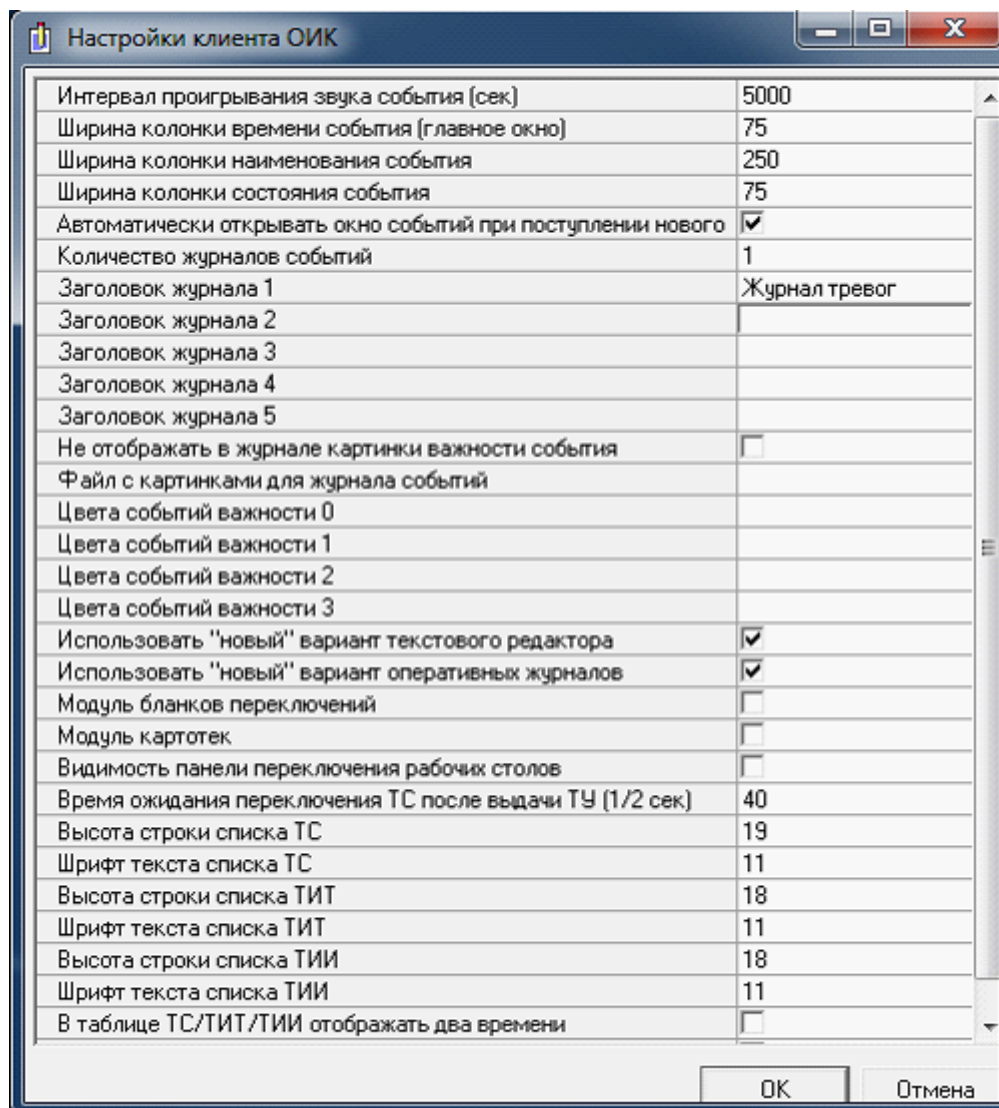 Настройки клиента ОИК
Интервал проигрывания звука события (сек) 5000
Ширина колонки времени события (главное окно) 75
Ширина колонки наименования события 250
Ширина колонки состояния события 75
Автоматически открывать окно событий при поступлении нового
Количество журналов событий 1
Заголовок журнала 1 Журнал тревог
Заголовок журнала 2
Заголовок журнала 3
Заголовок журнала 4
Заголовок журнала 5
Не отображать в журнале картинки важности события
Файл с картинками для журнала событий
Цвета событий важности 0
Цвета событий важности 1
Цвета событий важности 2
Цвета событий важности 3
Использовать "новый" вариант текстового редактора
Использовать "новый" вариант оперативных журналов
Модуль бланков переключений
Модуль картотек
Видимость панели переключения рабочих столов
Время ожидания переключения ТС после выдачи ТУ (1/2 сек) 40
Высота строки списка ТС 19
Шрифт текста списка ТС 11
Высота строки списка ТИТ 18
Шрифт текста списка ТИТ 11
Высота строки списка ТИИ 18
Шрифт текста списка ТИИ 11
В таблице ТС/ТИТ/ТИИ отображать два времени
OK Отмена